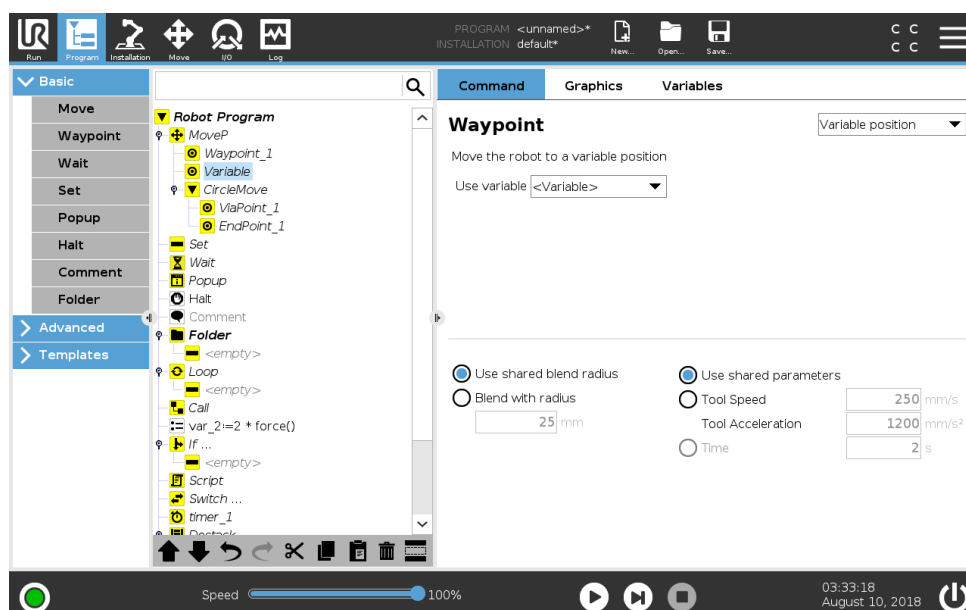 PROGRAM <unnamed>*
INSTALLATION default*
UR
Run
Program
Installation
Move
I/O
Log
New...
Open...
Save...
C C
C C
Basic
Move
Waypoint
Wait
Set
Popup
Halt
Comment
Folder
Advanced
Templates
Robot Program
MoveP
Waypoint_1
Variable
CircleMove
ViaPoint_1
EndPoint_1
Set
Wait
Popup
Halt
Comment
Folder
<empty>
Loop
<empty>
Call
var_2:=2 * force()
If ...
<empty>
Script
Switch ...
timer_1
Destack
Command Graphics Variables
Waypoint
Variable position
Move the robot to a variable position
Use variable <Variable>
Use shared blend radius
Blend with radius
25 mm
Use shared parameters
Tool Speed 250 mm/s
Tool Acceleration 1200 mm/s²
Time 2 s
Speed 100%
03:33:18
August 10, 2018